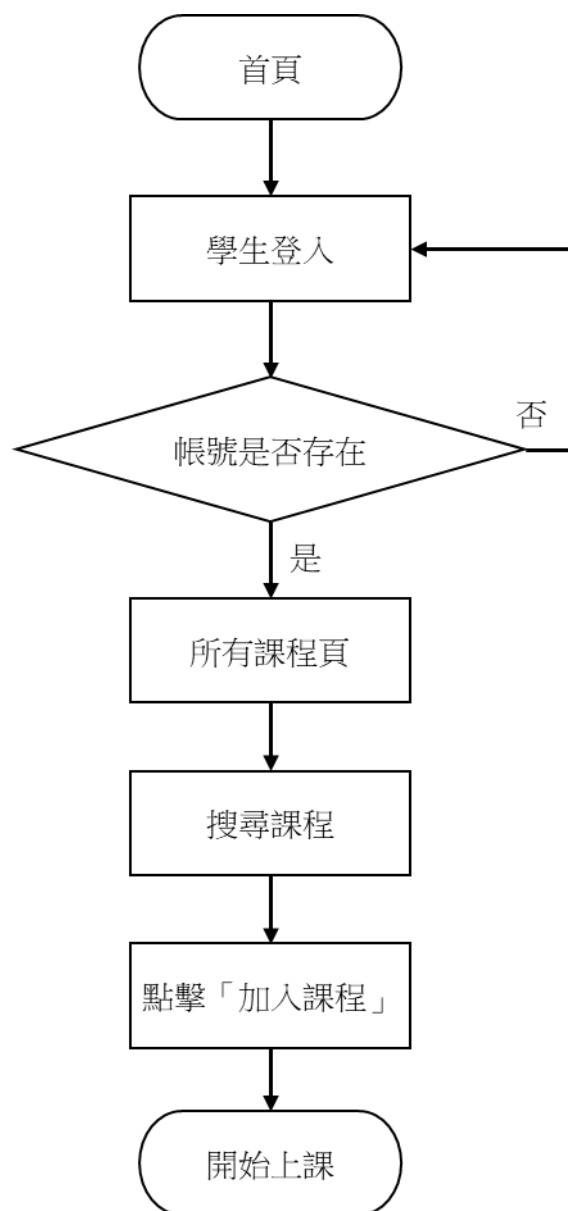 首頁
學生登入
帳號是否存在
否
是
所有課程頁
搜尋課程
點擊「加入課程」
開始上課